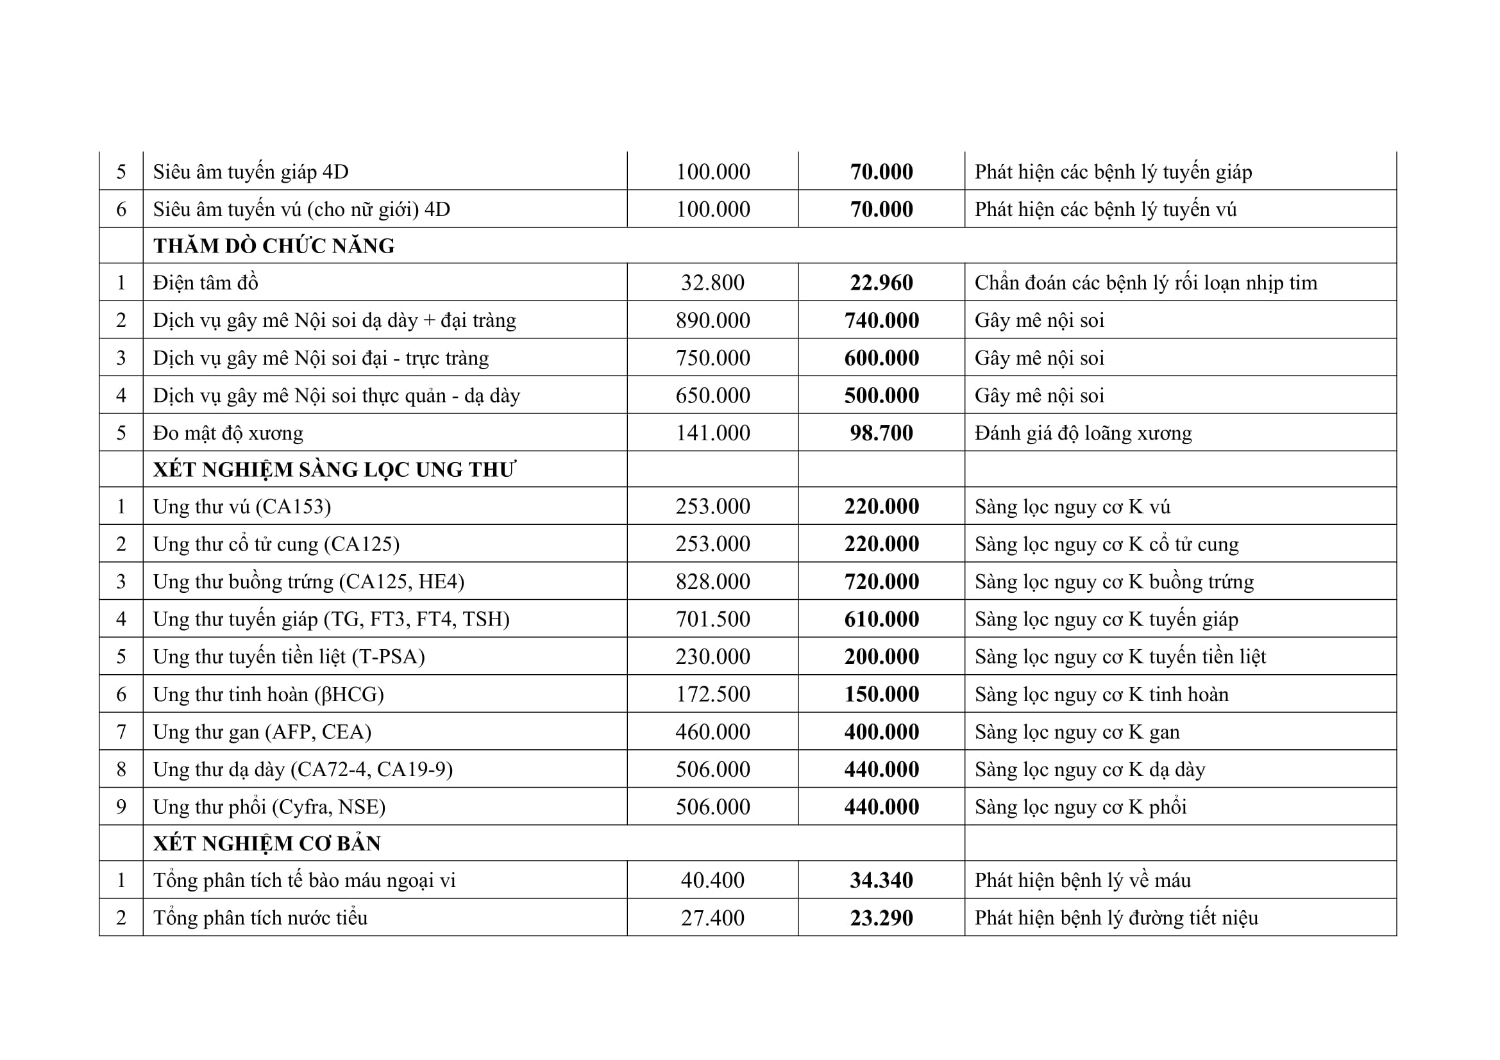 5 Siêu âm tuyến giáp 4D 100.000 70.000 Phát hiện các bệnh lý tuyến giáp
6 Siêu âm tuyến vú (cho nữ giới) 4D 100.000 70.000 Phát hiện các bệnh lý tuyến vú
THĂM DÒ CHỨC NĂNG
1 Điện tâm đồ 32.800 22.960 Chẩn đoán các bệnh lý rối loạn nhịp tim
2 Dịch vụ gây mê Nội soi dạ dày + đại tràng 890.000 740.000 Gây mê nội soi
3 Dịch vụ gây mê Nội soi đại - trực tràng 750.000 600.000 Gây mê nội soi
4 Dịch vụ gây mê Nội soi thực quản - dạ dày 650.000 500.000 Gây mê nội soi
5 Đo mật độ xương 141.000 98.700 Đánh giá độ loãng xương
XÉT NGHIỆM SÀNG LỌC UNG THƯ
1 Ung thư vú (CA153) 253.000 220.000 Sàng lọc nguy cơ K vú
2 Ung thư cổ tử cung (CA125) 253.000 220.000 Sàng lọc nguy cơ K cổ tử cung
3 Ung thư buồng trứng (CA125, HE4) 828.000 720.000 Sàng lọc nguy cơ K buồng trứng
4 Ung thư tuyến giáp (TG, FT3, FT4, TSH) 701.500 610.000 Sàng lọc nguy cơ K tuyến giáp
5 Ung thư tuyến tiền liệt (T-PSA) 230.000 200.000 Sàng lọc nguy cơ K tuyến tiền liệt
6 Ung thư tinh hoàn (βHCG) 172.500 150.000 Sàng lọc nguy cơ K tinh hoàn
7 Ung thư gan (AFP, CEA) 460.000 400.000 Sàng lọc nguy cơ K gan
8 Ung thư dạ dày (CA72-4, CA19-9) 506.000 440.000 Sàng lọc nguy cơ K dạ dày
9 Ung thư phổi (Cyfra, NSE) 506.000 440.000 Sàng lọc nguy cơ K phổi
XÉT NGHIỆM CƠ BẢN
1 Tổng phân tích tế bào máu ngoại vi 40.400 34.340 Phát hiện bệnh lý về máu
2 Tổng phân tích nước tiểu 27.400 23.290 Phát hiện bệnh lý đường tiết niệu